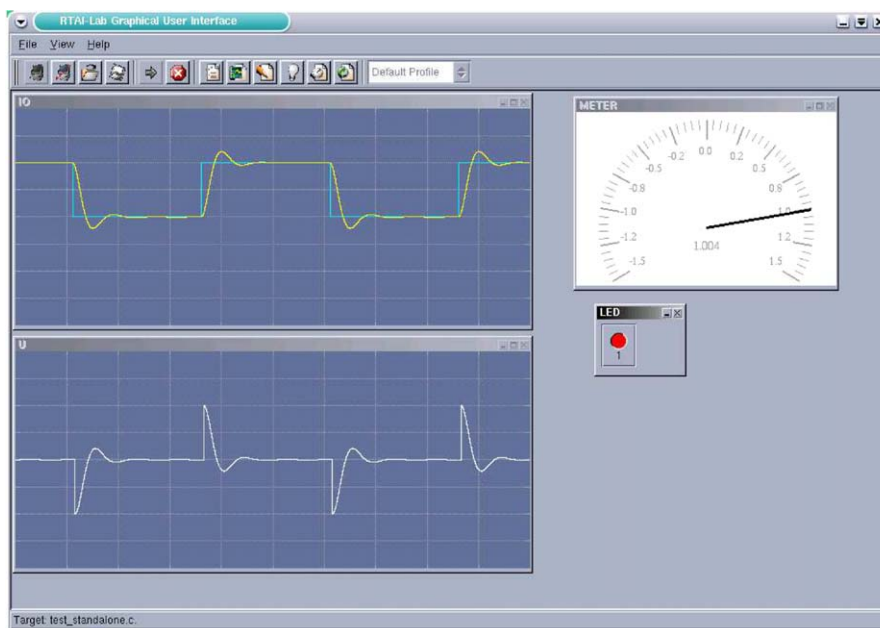 RTAI-Lab Graphical User Interface
File View Help
Default Profile
IO
METER
-1.5 -1.2 -1.0 -0.8 -0.5 -0.2 0.0 0.2 0.5 0.8 1.0 1.2 1.5
1.004
LED
1
U
Target: test_standalone.c.